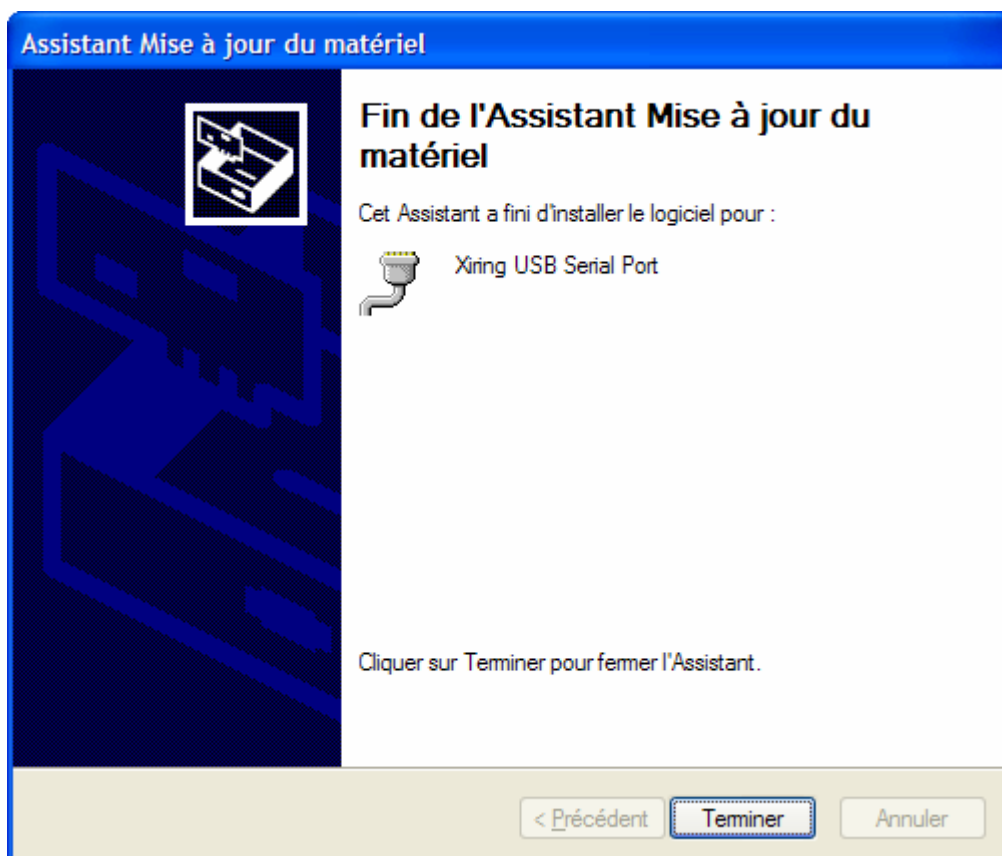 Assistant Mise à jour du matériel
Fin de l'Assistant Mise à jour du
matériel
Cet Assistant a fini d'installer le logiciel pour :
Xiring USB Serial Port
Cliquer sur Terminer pour fermer l'Assistant.
< Précédent Terminer Annuler